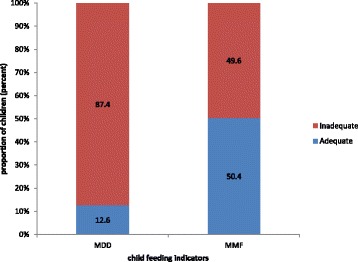 100%
90%
80%
70%
60%
50%
40%
30%
20%
10%
0%
proportion of children (percent)
87.4
12.6
49.6
50.4
MDD
MMF
child feeding indicators
Inadequate
Adequate